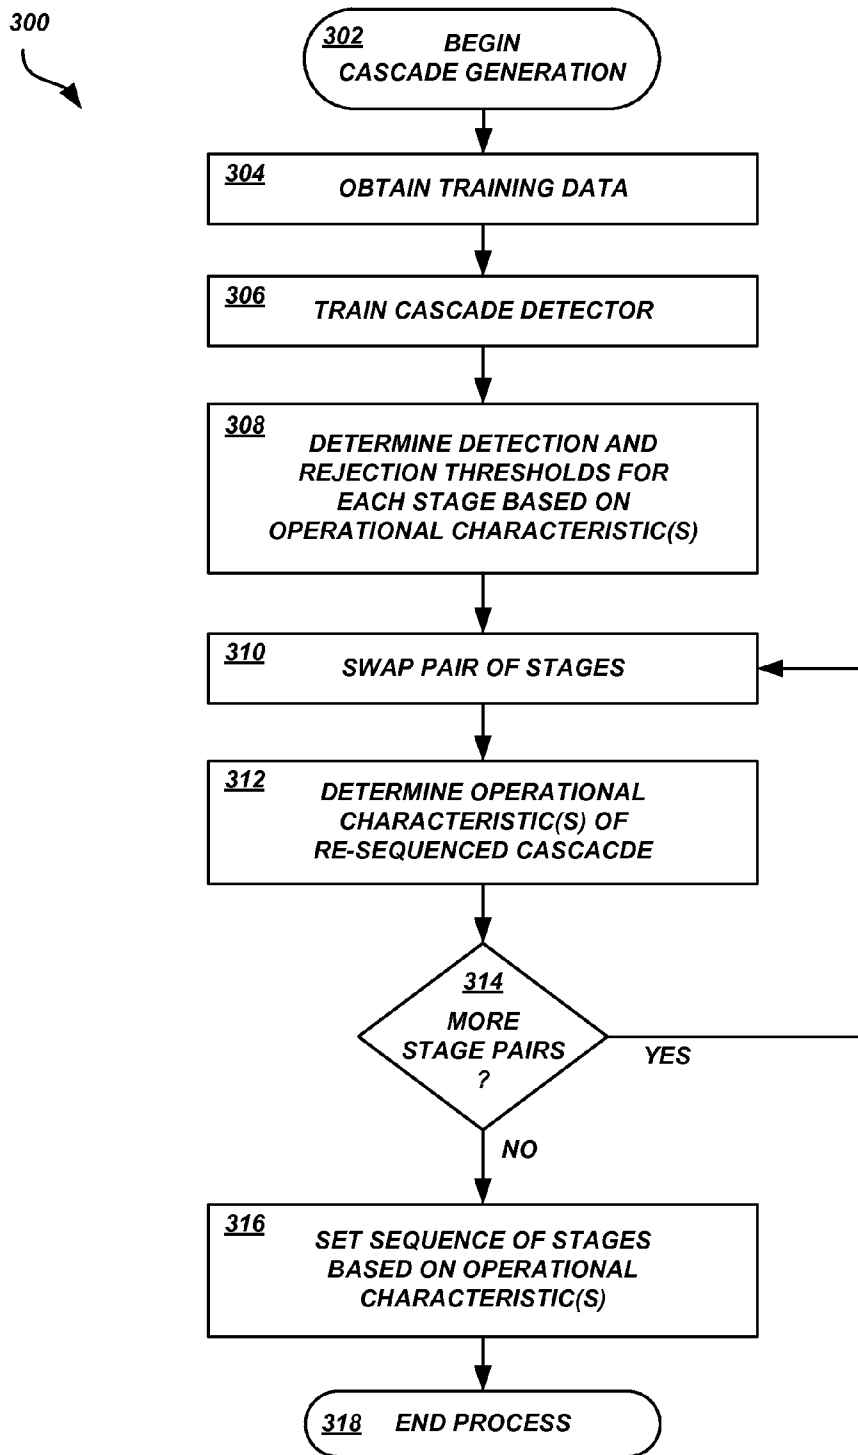 300
302 BEGIN
CASCADE GENERATION
304
OBTAIN TRAINING DATA
306
TRAIN CASCADE DETECTOR
308
DETERMINE DETECTION AND
REJECTION THRESHOLDS FOR
EACH STAGE BASED ON
OPERATIONAL CHARACTERISTIC(S)
310
SWAP PAIR OF STAGES
312
DETERMINE OPERATIONAL
CHARACTERISTIC(S) OF
RE-SEQUENCED CASCACDE
314
MORE
STAGE PAIRS
?
YES
NO
316
SET SEQUENCE OF STAGES
BASED ON OPERATIONAL
CHARACTERISTIC(S)
318 END PROCESS